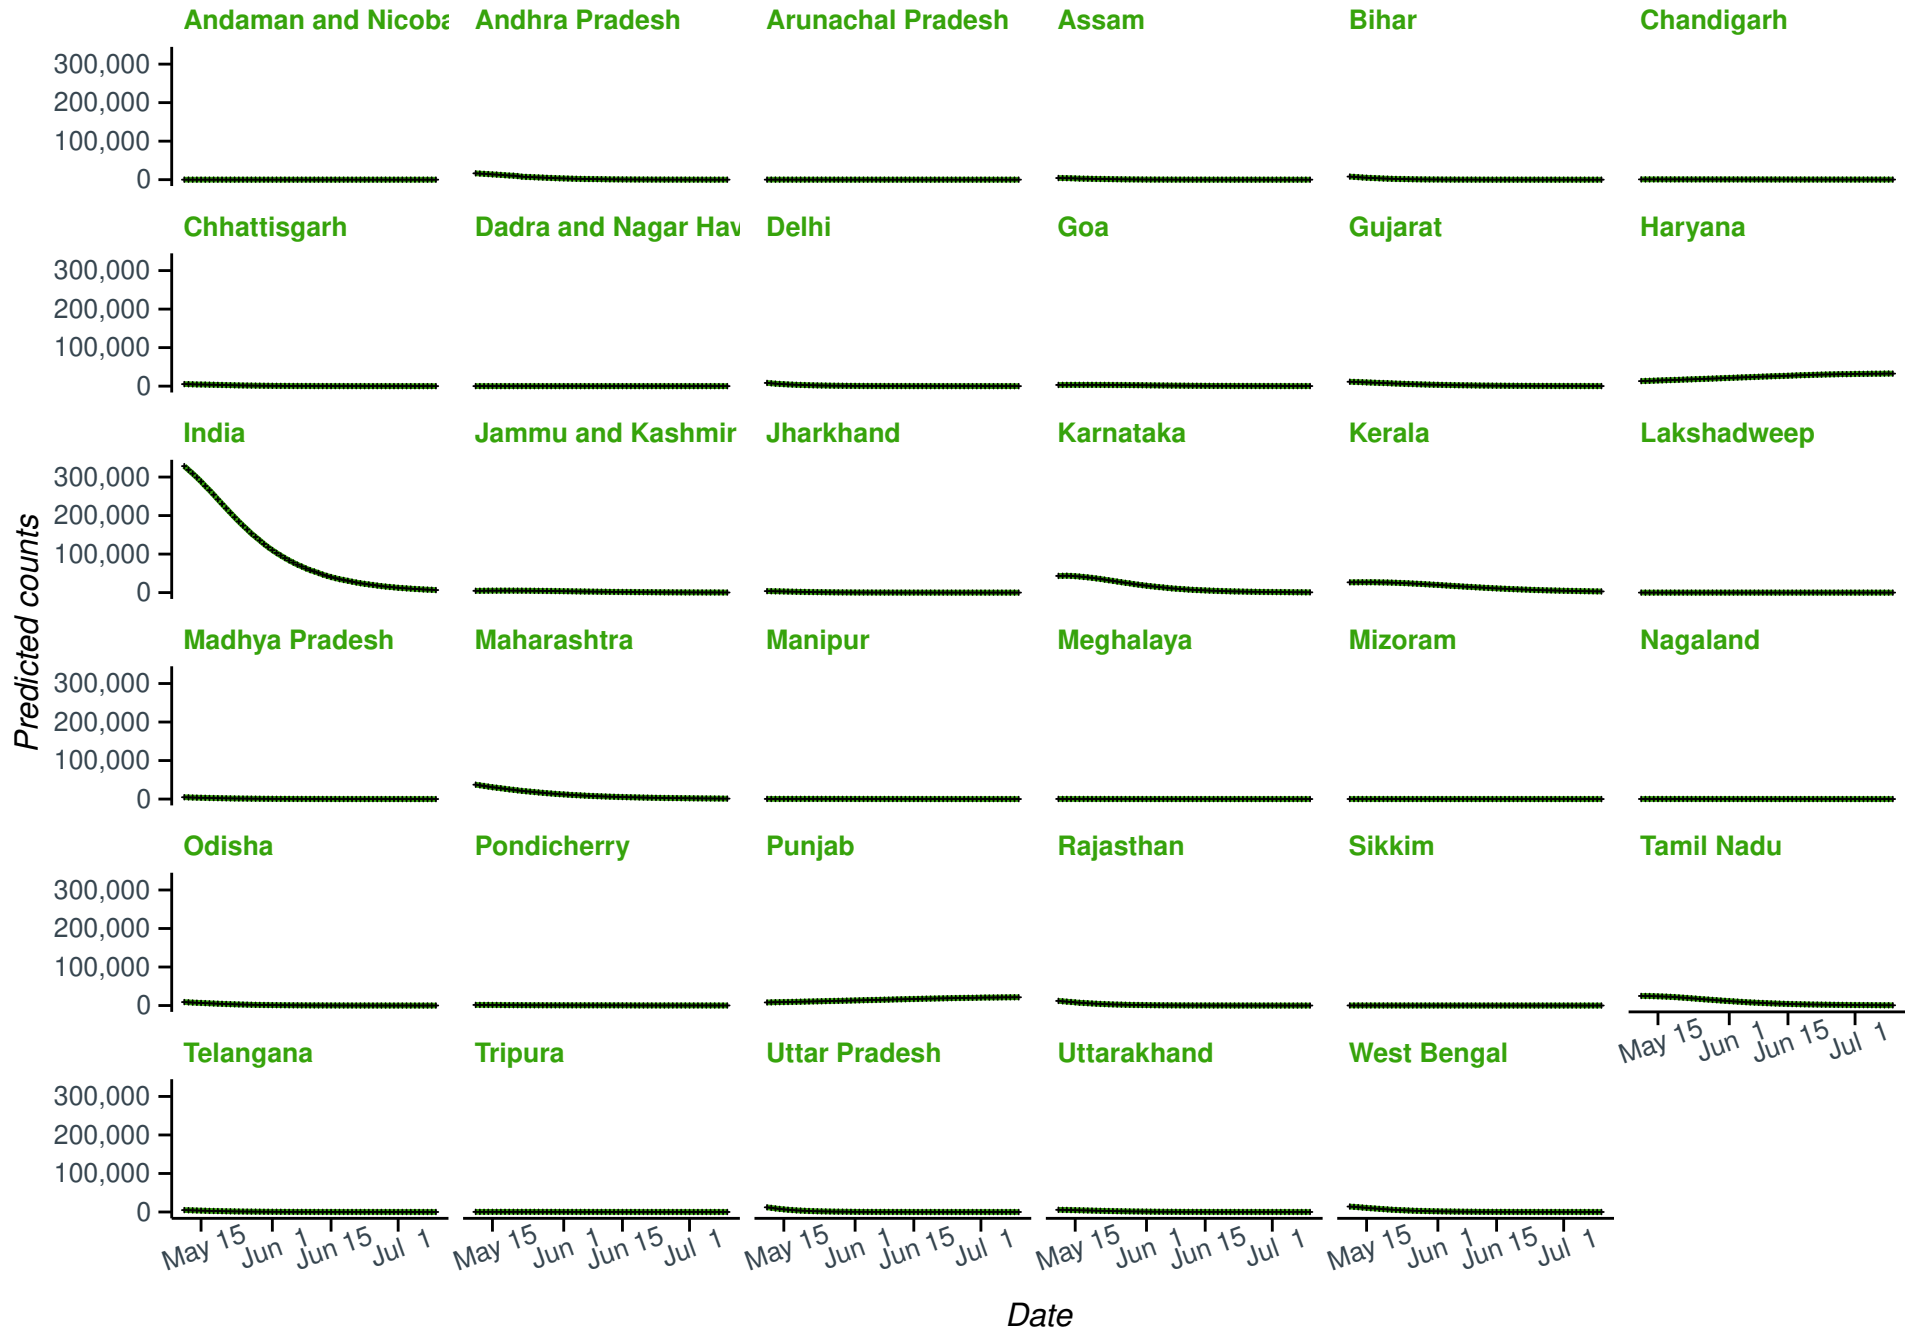 Andaman and Nicoba
Andhra Pradesh
Arunachal Pradesh
Assam
Bihar
Chandigarh
300,000
200,000
100,000
0
Chhattisgarh
Dadra and Nagar Hav
Delhi
Goa
Gujarat
Haryana
300,000
200,000
100,000
0
India
Jammu and Kashmir
Jharkhand
Karnataka
Kerala
Lakshadweep
300,000
200,000
100,000
0
Predicted counts
Madhya Pradesh
Maharashtra
Manipur
Meghalaya
Mizoram
Nagaland
300,000
200,000
100,000
0
Odisha
Pondicherry
Punjab
Rajasthan
Sikkim
Tamil Nadu
300,000
200,000
100,000
0
May 15
Jun 1
Jun 15
Jul 1
Telangana
Tripura
Uttar Pradesh
Uttarakhand
West Bengal
300,000
200,000
100,000
0
May 15
Jun 1
Jun 15
Jul 1
May 15
Jun 1
Jun 15
Jul 1
May 15
Jun 1
Jun 15
Jul 1
May 15
Jun 1
Jun 15
Jul 1
May 15
Jun 1
Jun 15
Jul 1
Date